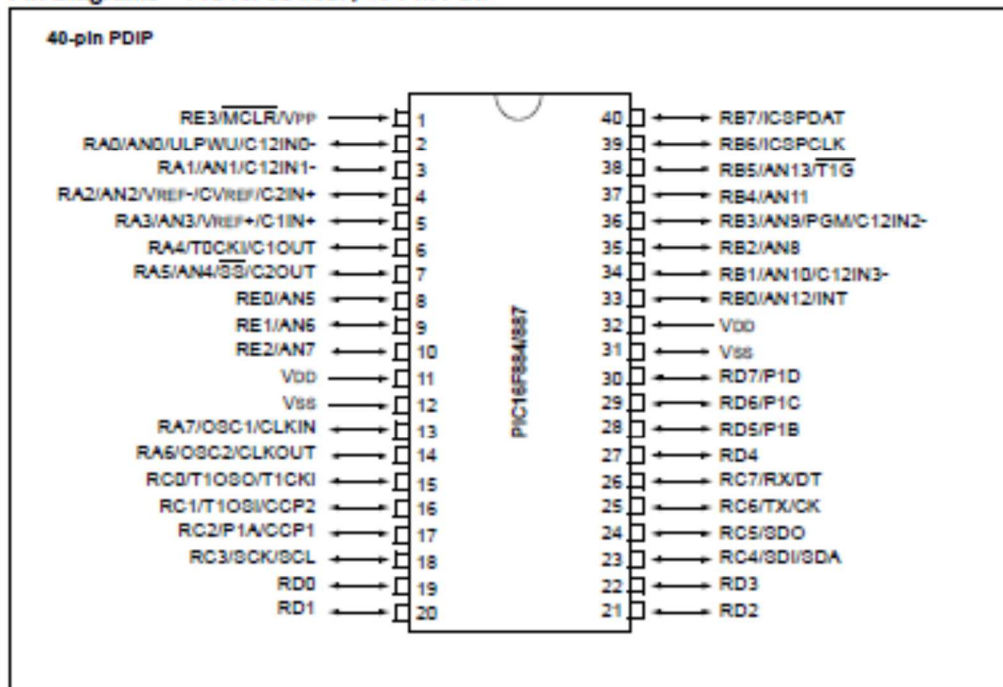 40-pin PDIP
RE3/MCLR/VPP
RA0/AN0/ULPWU/C12IN0-
RA1/AN1/C12IN1-
RA2/AN2/VREF-/CVREF/C2IN+
RA3/AN3/VREF+/C1IN+
RA4/T0CKI/C1OUT
RA5/AN4/SS/C2OUT
RE0/AN5
RE1/AN6
RE2/AN7
VDD
VSS
RA7/OSC1/CLKIN
RA6/OSC2/CLKOUT
RC0/T1OSO/T1CKI
RC1/T1OSI/CCP2
RC2/P1A/CCP1
RC3/SCK/SCL
RD0
RD1
1
2
3
4
5
6
7
8
9
10
11
12
13
14
15
16
17
18
19
20
PIC16F884/887
40
39
38
37
36
35
34
33
32
31
30
29
28
27
26
25
24
23
22
21
RB7/ICSPDAT
RB6/ICSPCLK
RB5/AN13/T1G
RB4/AN11
RB3/AN9/PGM/C12IN2-
RB2/AN8
RB1/AN10/C12IN3-
RB0/AN12/INT
VDD
VSS
RD7/P1D
RD6/P1C
RD5/P1B
RD4
RC7/RX/DT
RC6/TX/CK
RC5/SDO
RC4/SDI/SDA
RD3
RD2